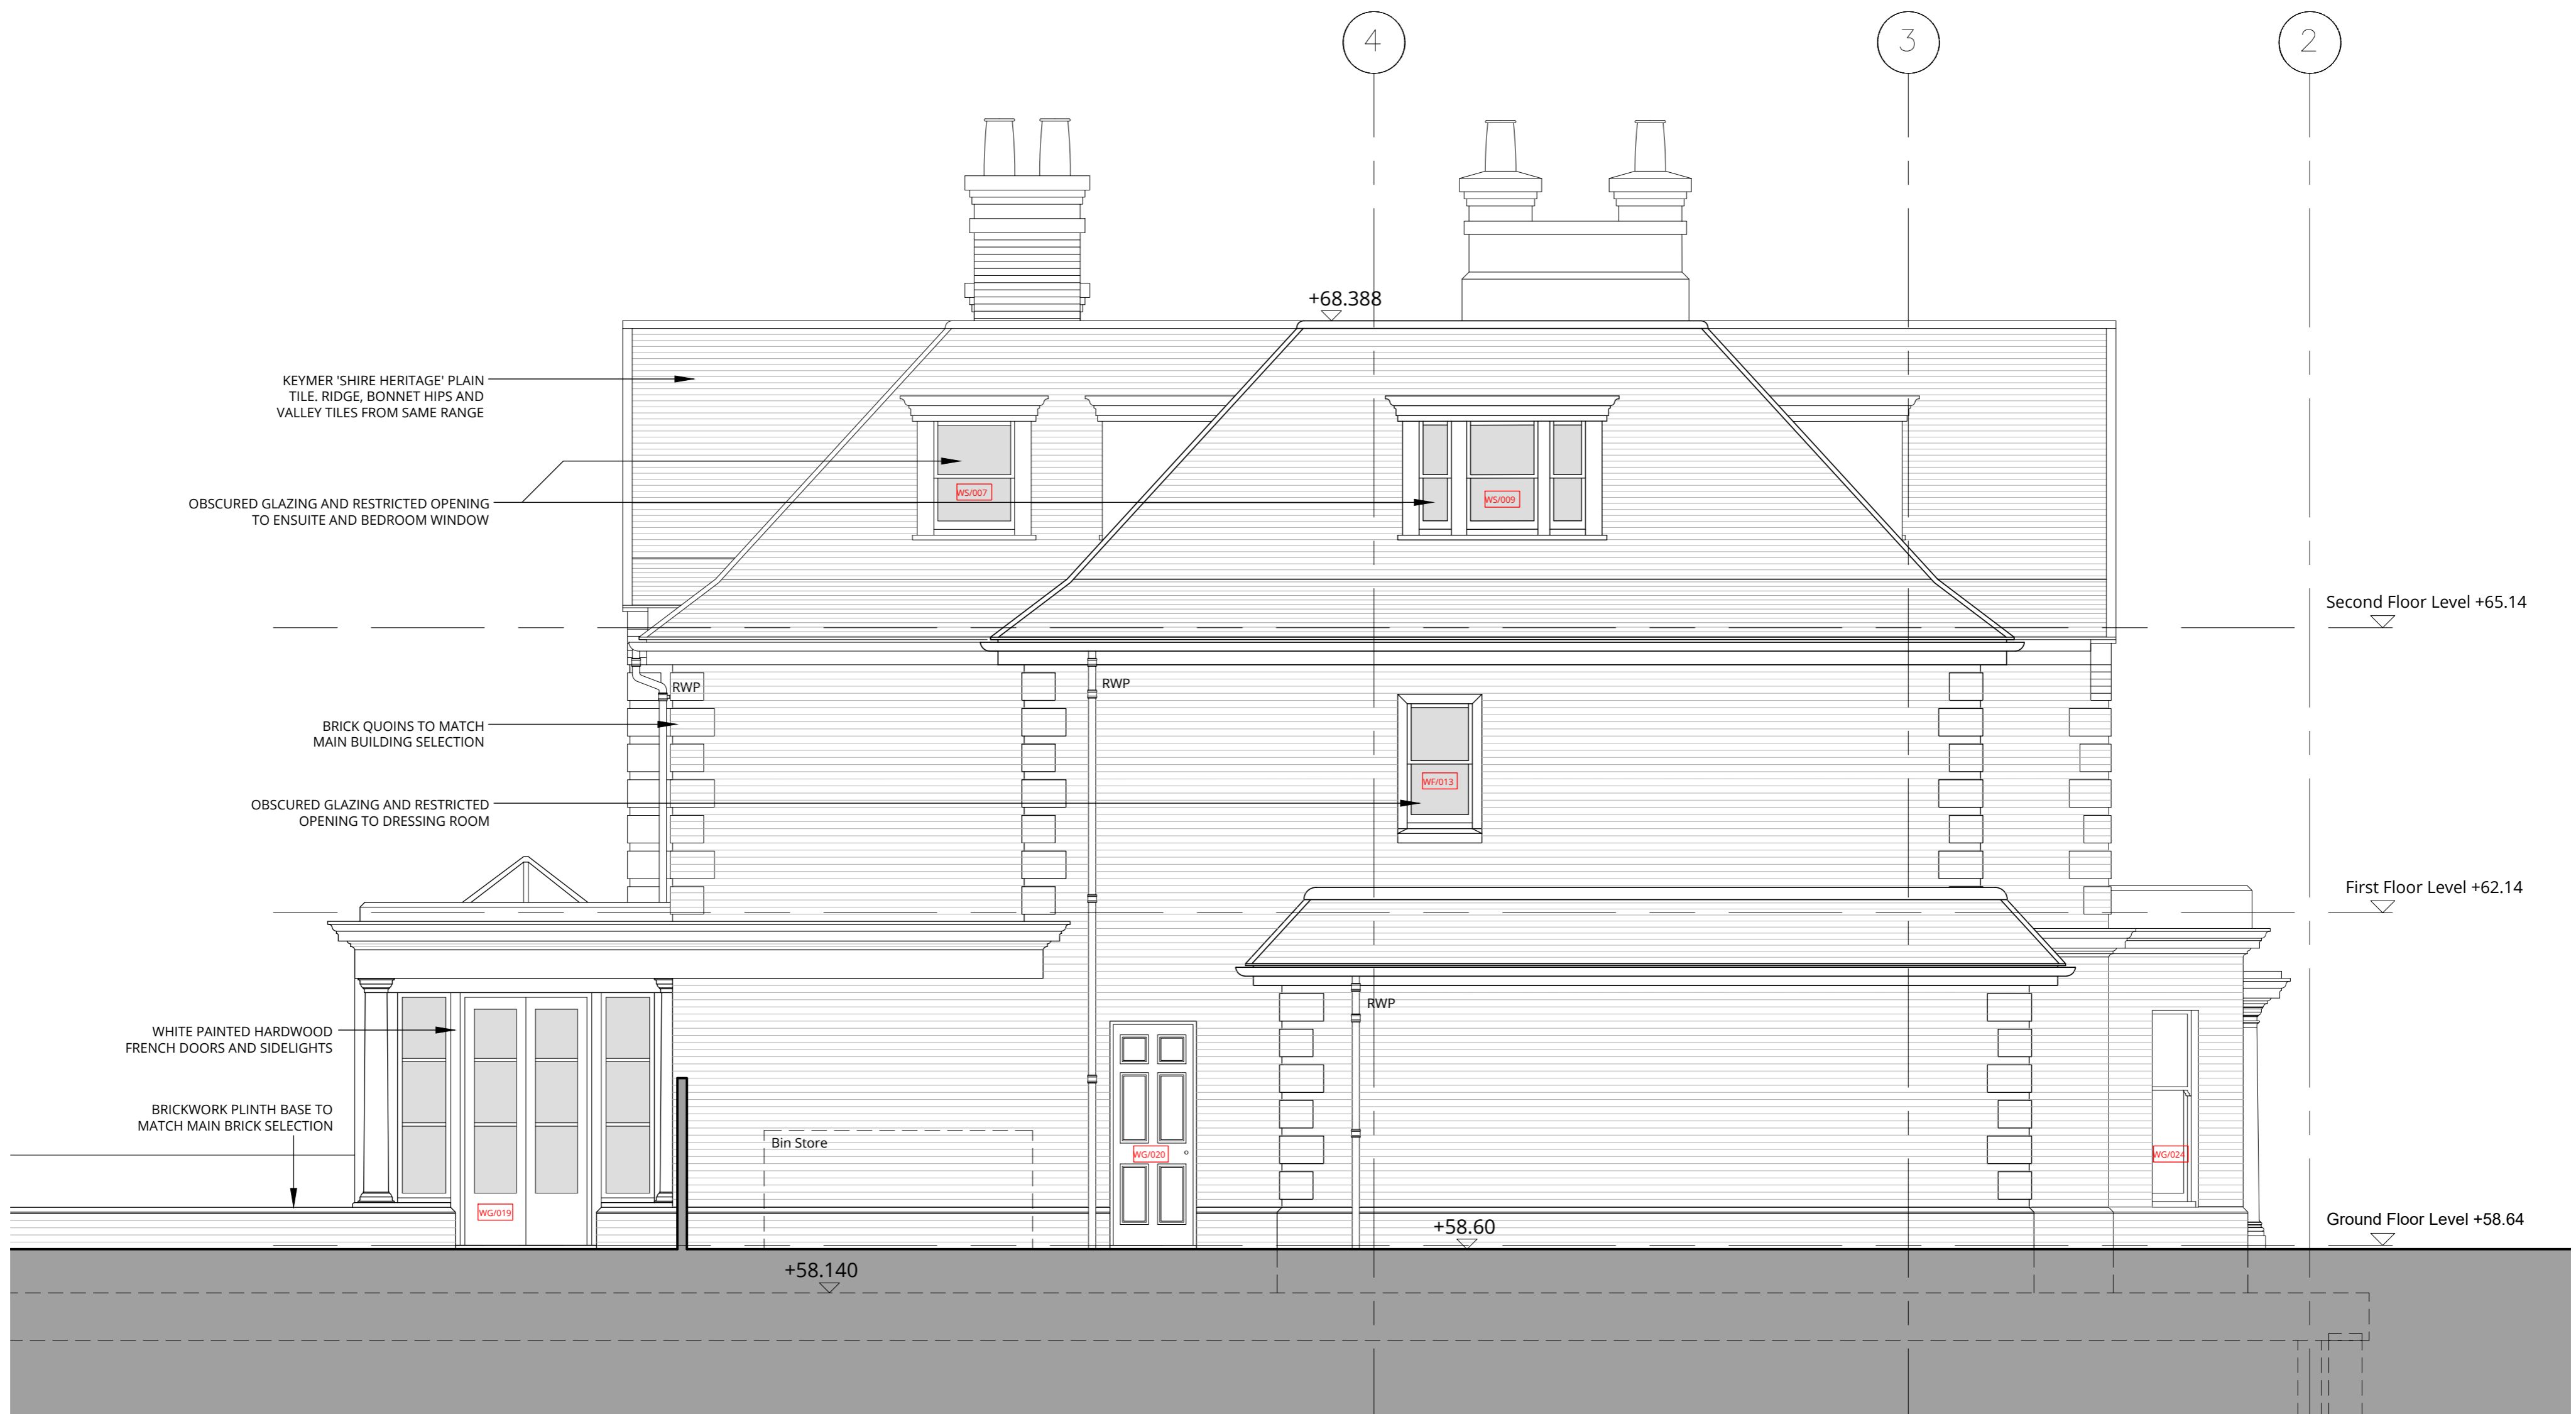 4
3
2
+68.388
KEYMER 'SHIRE HERITAGE' PLAIN
TILE. RIDGE, BONNET HIPS AND
VALLEY TILES FROM SAME RANGE
OBSCURED GLAZING AND RESTRICTED OPENING
TO ENSUITE AND BEDROOM WINDOW
WS/007
WS/009
Second Floor Level +65.14
RWP
RWP
BRICK QUOINS TO MATCH
MAIN BUILDING SELECTION
WF/013
OBSCURED GLAZING AND RESTRICTED
OPENING TO DRESSING ROOM
First Floor Level +62.14
RWP
WHITE PAINTED HARDWOOD
FRENCH DOORS AND SIDELIGHTS
BRICKWORK PLINTH BASE TO
MATCH MAIN BRICK SELECTION
Bin Store
WG/020
WG/024
WG/019
+58.60
Ground Floor Level +58.64
+58.140